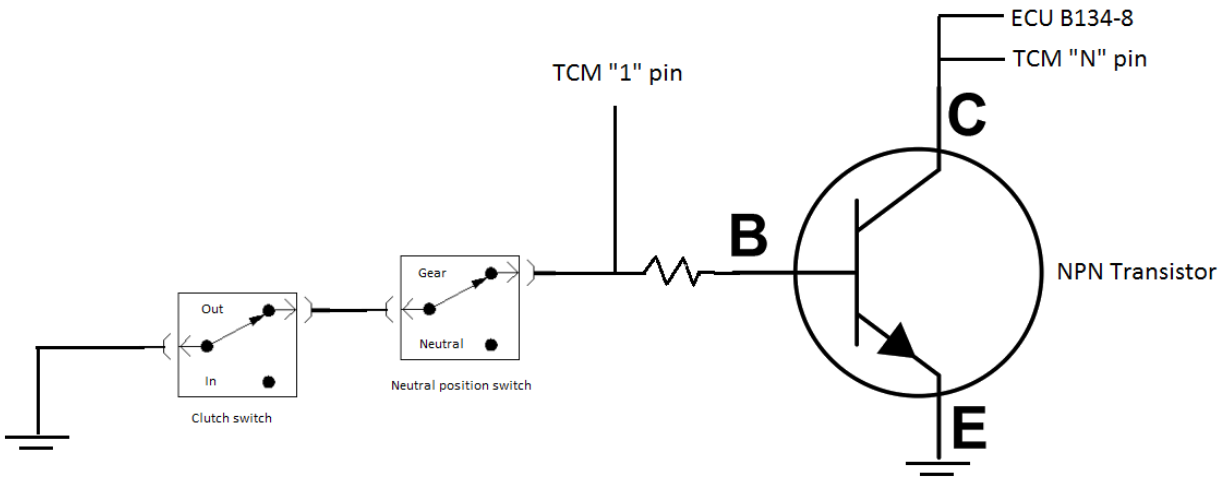 ECU B134-8
TCM "N" pin
TCM "1" pin
C
B
NPN Transistor
Gear
Neutral
Out
In
Neutral position switch
Clutch switch
E